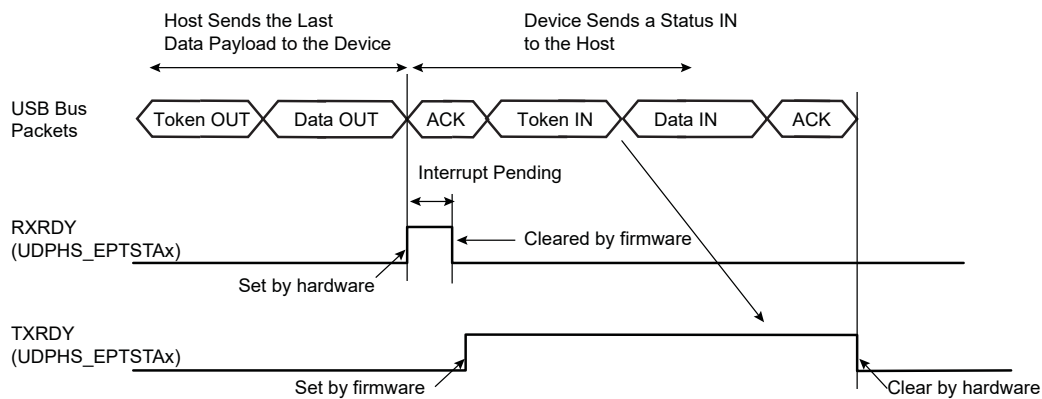 Host Sends the Last
Data Payload to the Device
Device Sends a Status IN
to the Host
USB Bus
Packets
Token OUT
Data OUT
ACK
Token IN
Data IN
ACK
Interrupt Pending
RXRDY
(UDPHS_EPTSTAx)
Set by hardware
Cleared by firmware
TXRDY
(UDPHS_EPTSTAx)
Set by firmware
Clear by hardware